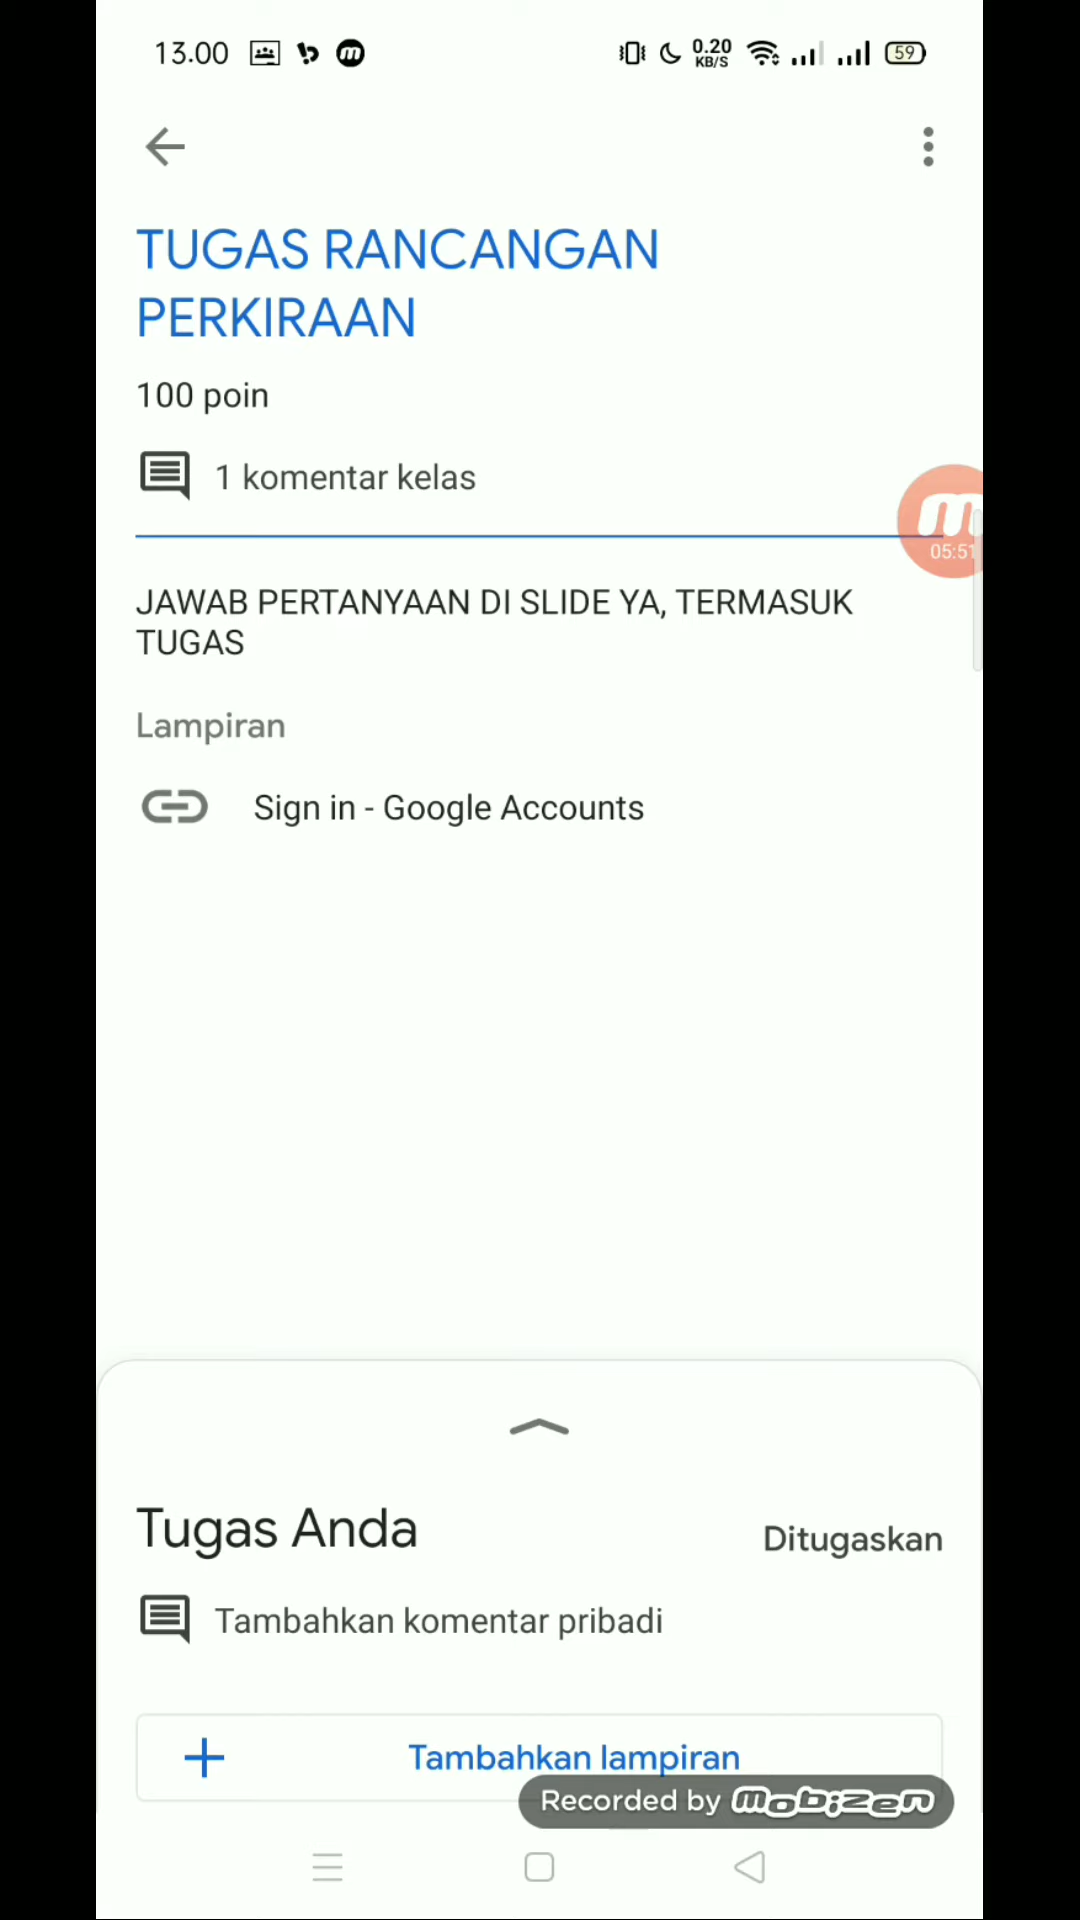 13.00
0.20
KB/S
59
TUGAS RANCANGAN
PERKIRAAN
100 poin
1 komentar kelas
05:51
JAWAB PERTANYAAN DI SLIDE YA, TERMASUK
TUGAS
Lampiran
Sign in - Google Accounts
Tugas Anda
Ditugaskan
Tambahkan komentar pribadi
Tambahkan lampiran
Recorded by mobizen